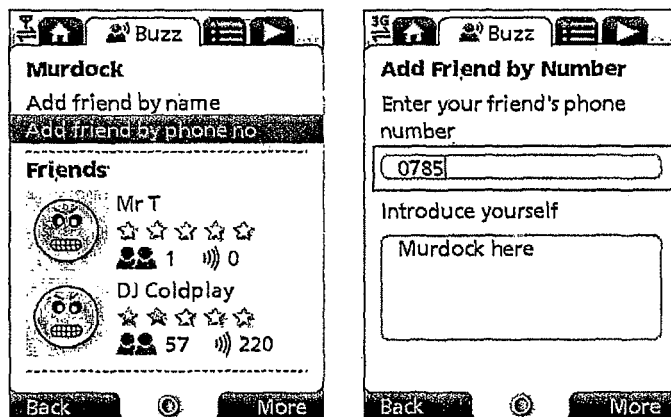 Buzz
Murdock
Add friend by name
Add friend by phone no
Friends
Mr T
1 0
DJ Coldplay
57 220
Back More
3G
Buzz
Add Friend by Number
Enter your friend's phone
number
0785
Introduce yourself
Murdock here
Back More